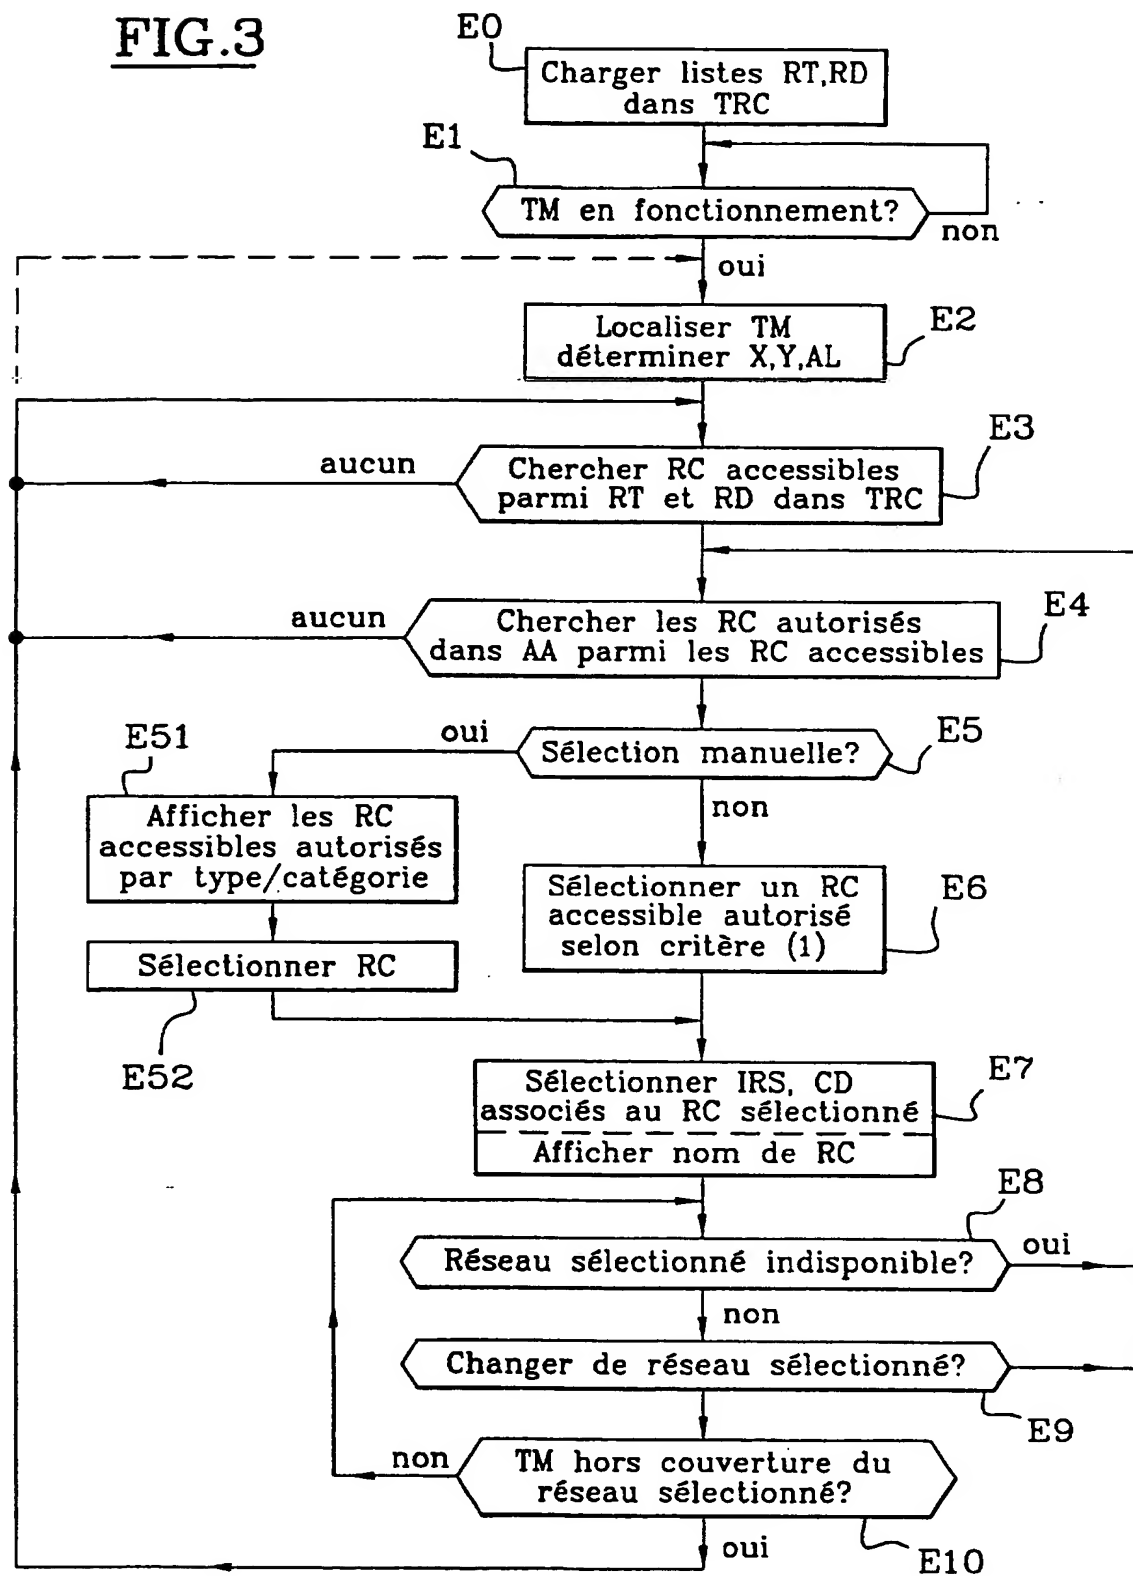 FIG.3
E0
Charger listes RT,RD
dans TRC
E1
TM en fonctionnement?
non
oui
Localiser TM
déterminer X,Y,AL
E2
E3
aucun
Chercher RC accessibles
parmi RT et RD dans TRC
E4
aucun
Chercher les RC autorisés
dans AA parmi les RC accessibles
E51
oui
Sélection manuelle?
E5
non
Afficher les RC
accessibles autorisés
par type/catégorie
Sélectionner un RC
accessible autorisé
selon critère (1)
E6
Sélectionner RC
E52
Sélectionner IRS, CD
associés au RC sélectionné
Afficher nom de RC
E7
E8
Réseau sélectionné indisponible?
oui
non
Changer de réseau sélectionné?
E9
non
TM hors couverture du
réseau sélectionné?
oui
E10